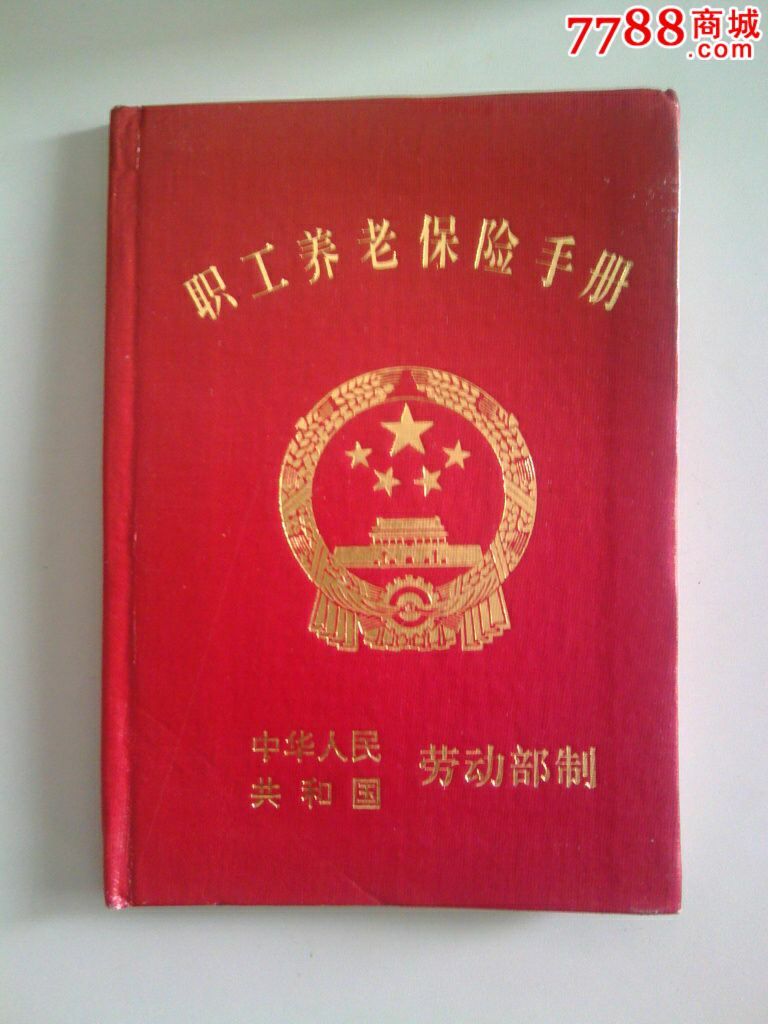 7788商城
.com
职工养老保险手册
中华人民
共和国
劳动部制